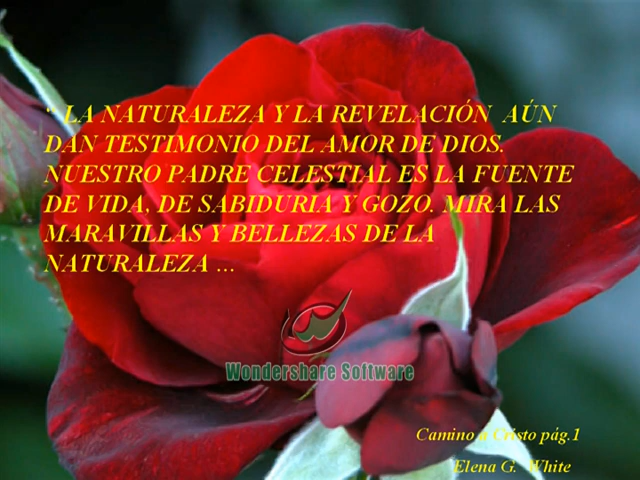 “ LA NATURALEZA Y LA REVELACIÓN AÚN
DAN TESTIMONIO DEL AMOR DE DIOS.
NUESTRO PADRE CELESTIAL ES LA FUENTE
DE VIDA, DE SABIDURIA Y GOZO. MIRA LAS
MARAVILLAS Y BELLEZAS DE LA
NATURALEZA ...
Wondershare Software
Camino a Cristo pág.1
Elena G. White